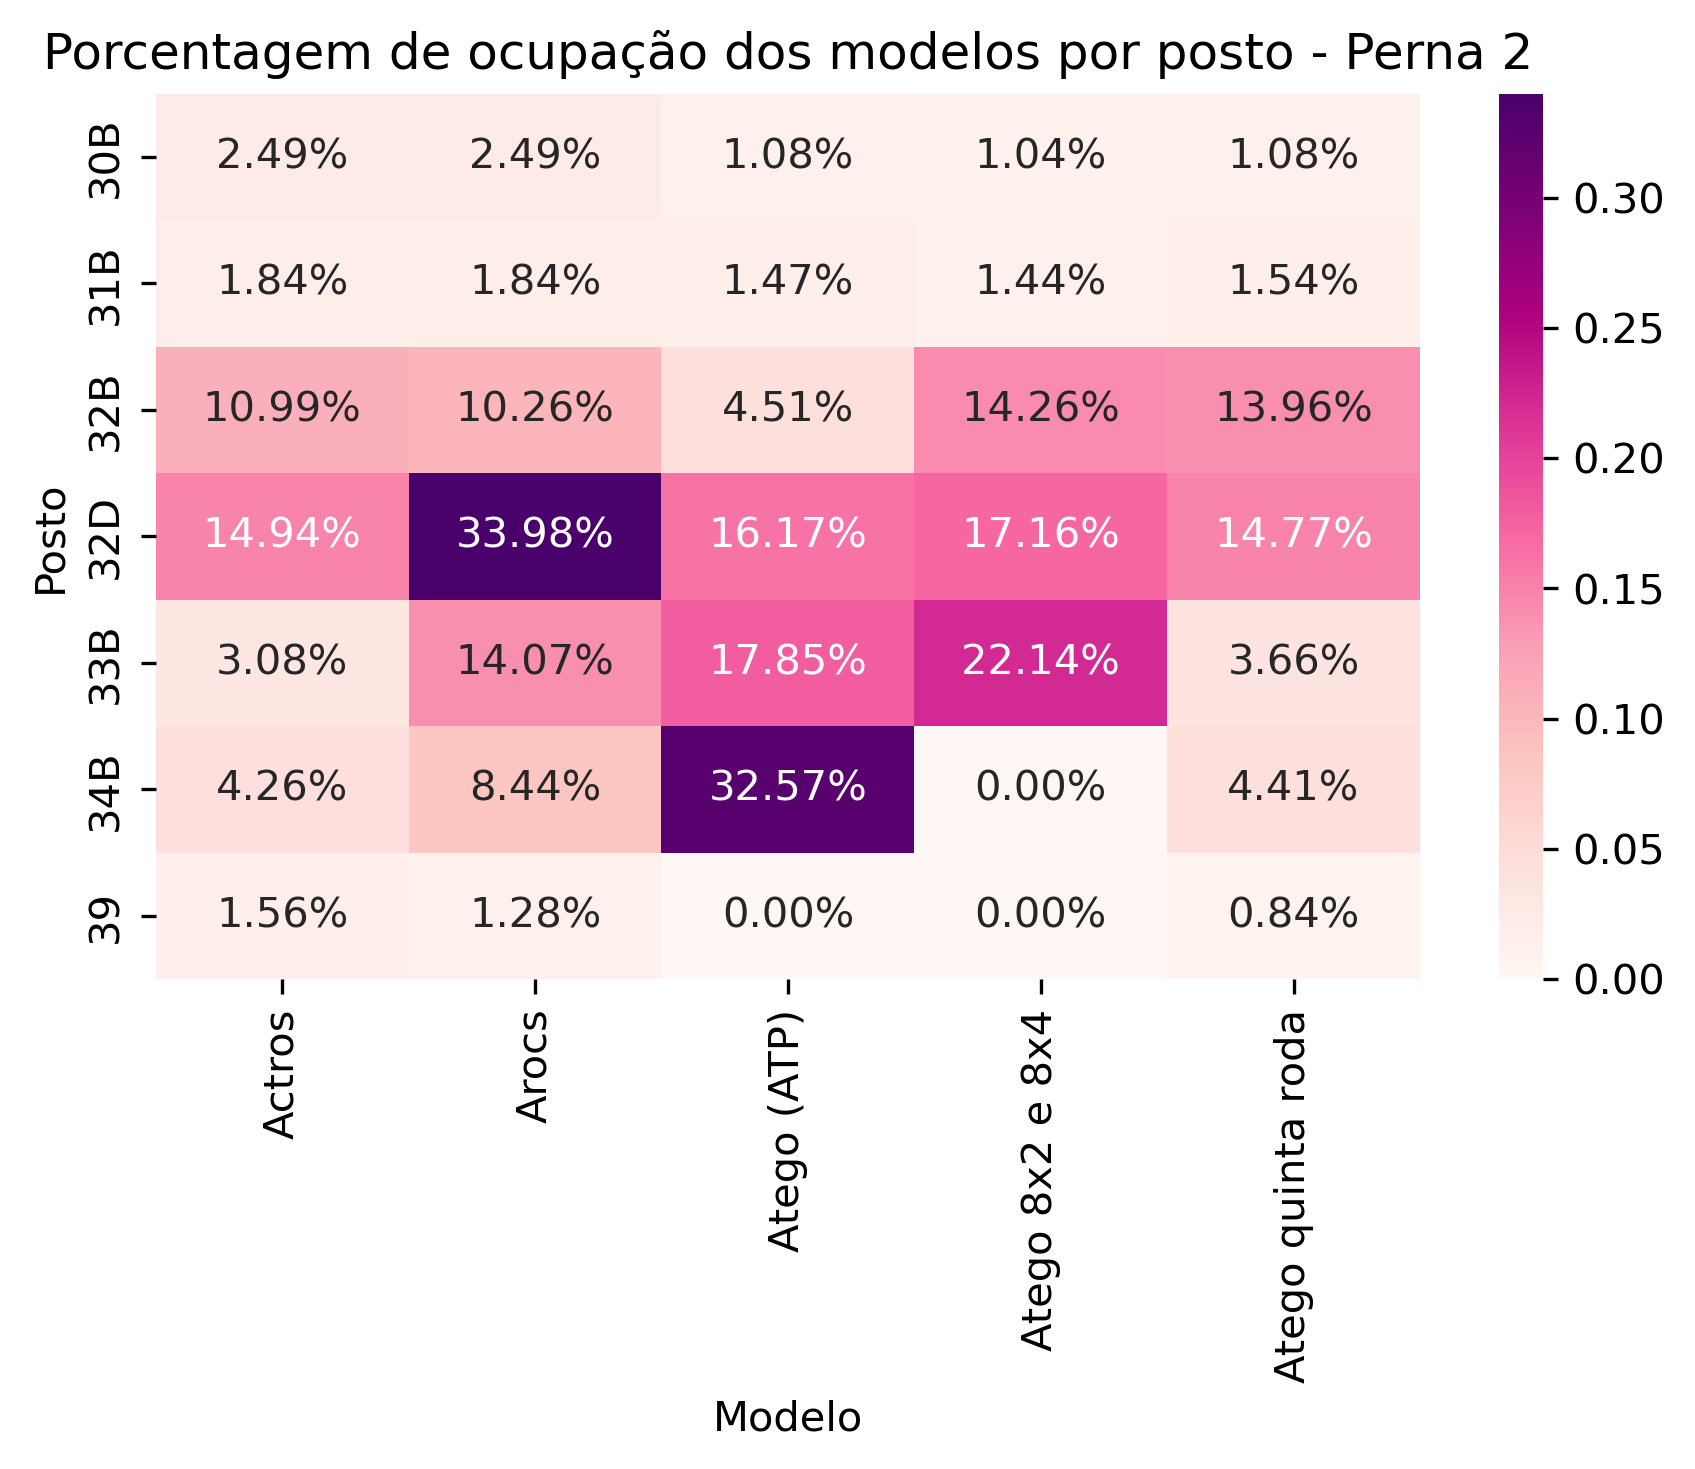 Porcentagem de ocupação dos modelos por posto - Perna 2
Posto
30B 2.49% 2.49% 1.08% 1.04% 1.08%
31B 1.84% 1.84% 1.47% 1.44% 1.54%
32B 10.99% 10.26% 4.51% 14.26% 13.96%
32D 14.94% 33.98% 16.17% 17.16% 14.77%
33B 3.08% 14.07% 17.85% 22.14% 3.66%
34B 4.26% 8.44% 32.57% 0.00% 4.41%
39 1.56% 1.28% 0.00% 0.00% 0.84%
Actros
Arocs
Atego (ATP)
Atego 8x2 e 8x4
Atego quinta roda
Modelo
0.30
0.25
0.20
0.15
0.10
0.05
0.00